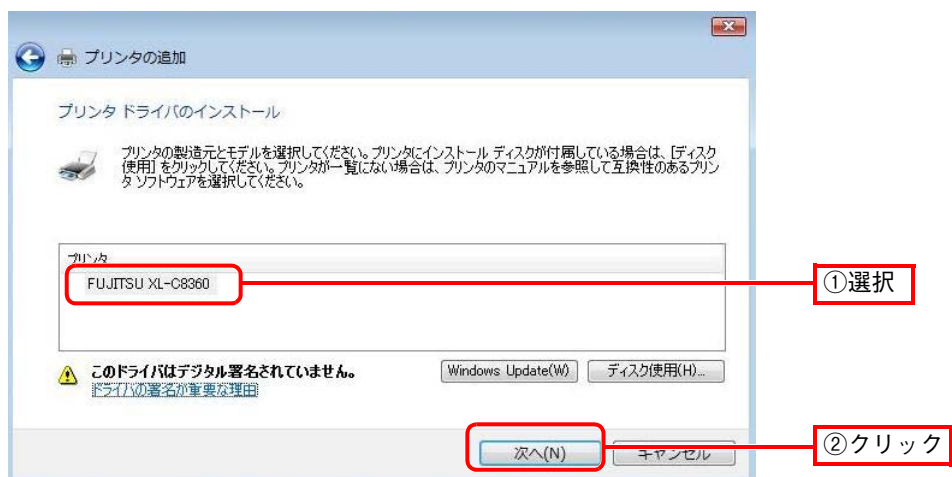 プリンタの追加
プリンタ ドライバのインストール
プリンタの製造元とモデルを選択してください。プリンタにインストール ディスクが付属している場合は、[ディスク
使用] をクリックしてください。プリンタが一覧にない場合は、プリンタのマニュアルを参照して互換性のあるプリン
タ ソフトウェアを選択してください。
プリンタ
FUJITSU XL-C8360
①選択
このドライバはデジタル署名されていません。
Windows Update(W)
ディスク使用(H)...
ドライバの署名が重要な理由
次へ(N)
キャンセル
②クリック